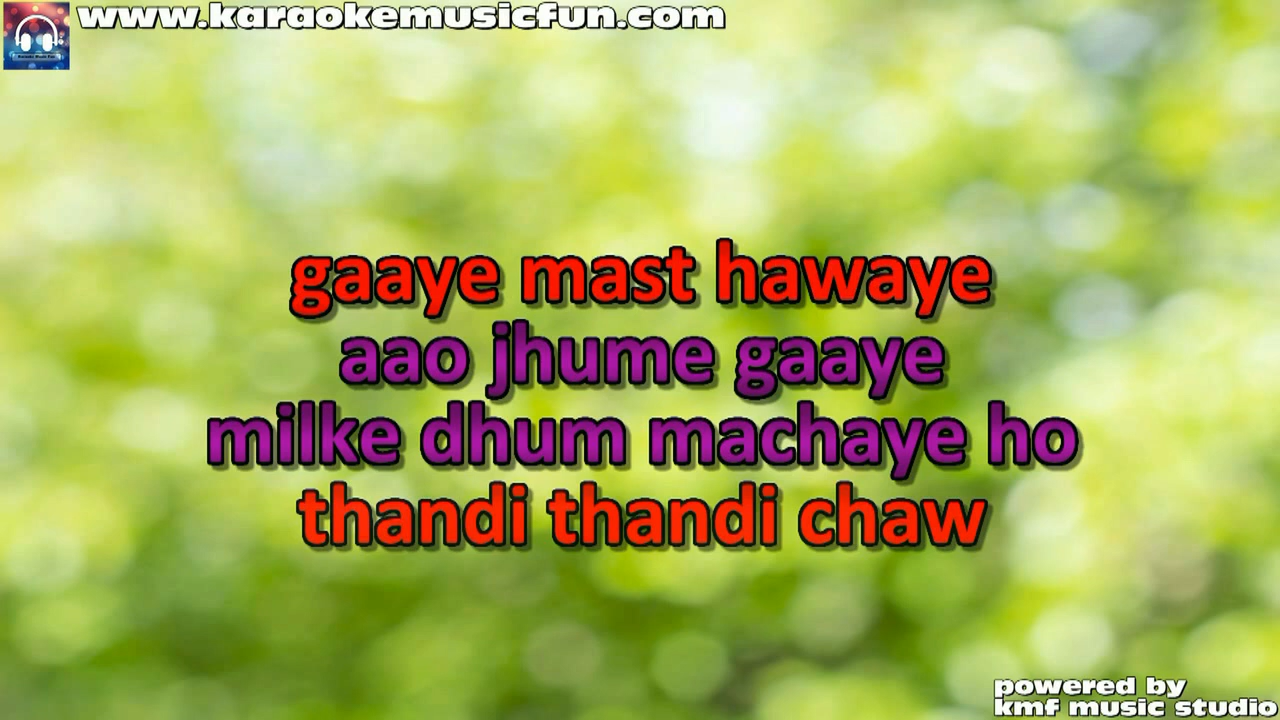 www.karaokemusicfun.com
gaaye mast hawaye
aao jhume gaaye
milke dhum machaye ho
thandi thandi chaw
powered by
kmf music studio